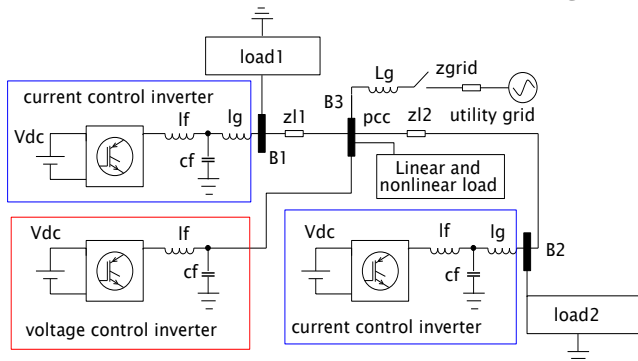 load1
current control inverter
Vdc
lf
lg
cf
B1
zl1
B3
Lg
zgrid
pcc
zl2
utility grid
Linear and
nonlinear load
Vdc
lf
cf
voltage control inverter
Vdc
lf
lg
cf
B2
current control inverter
load2